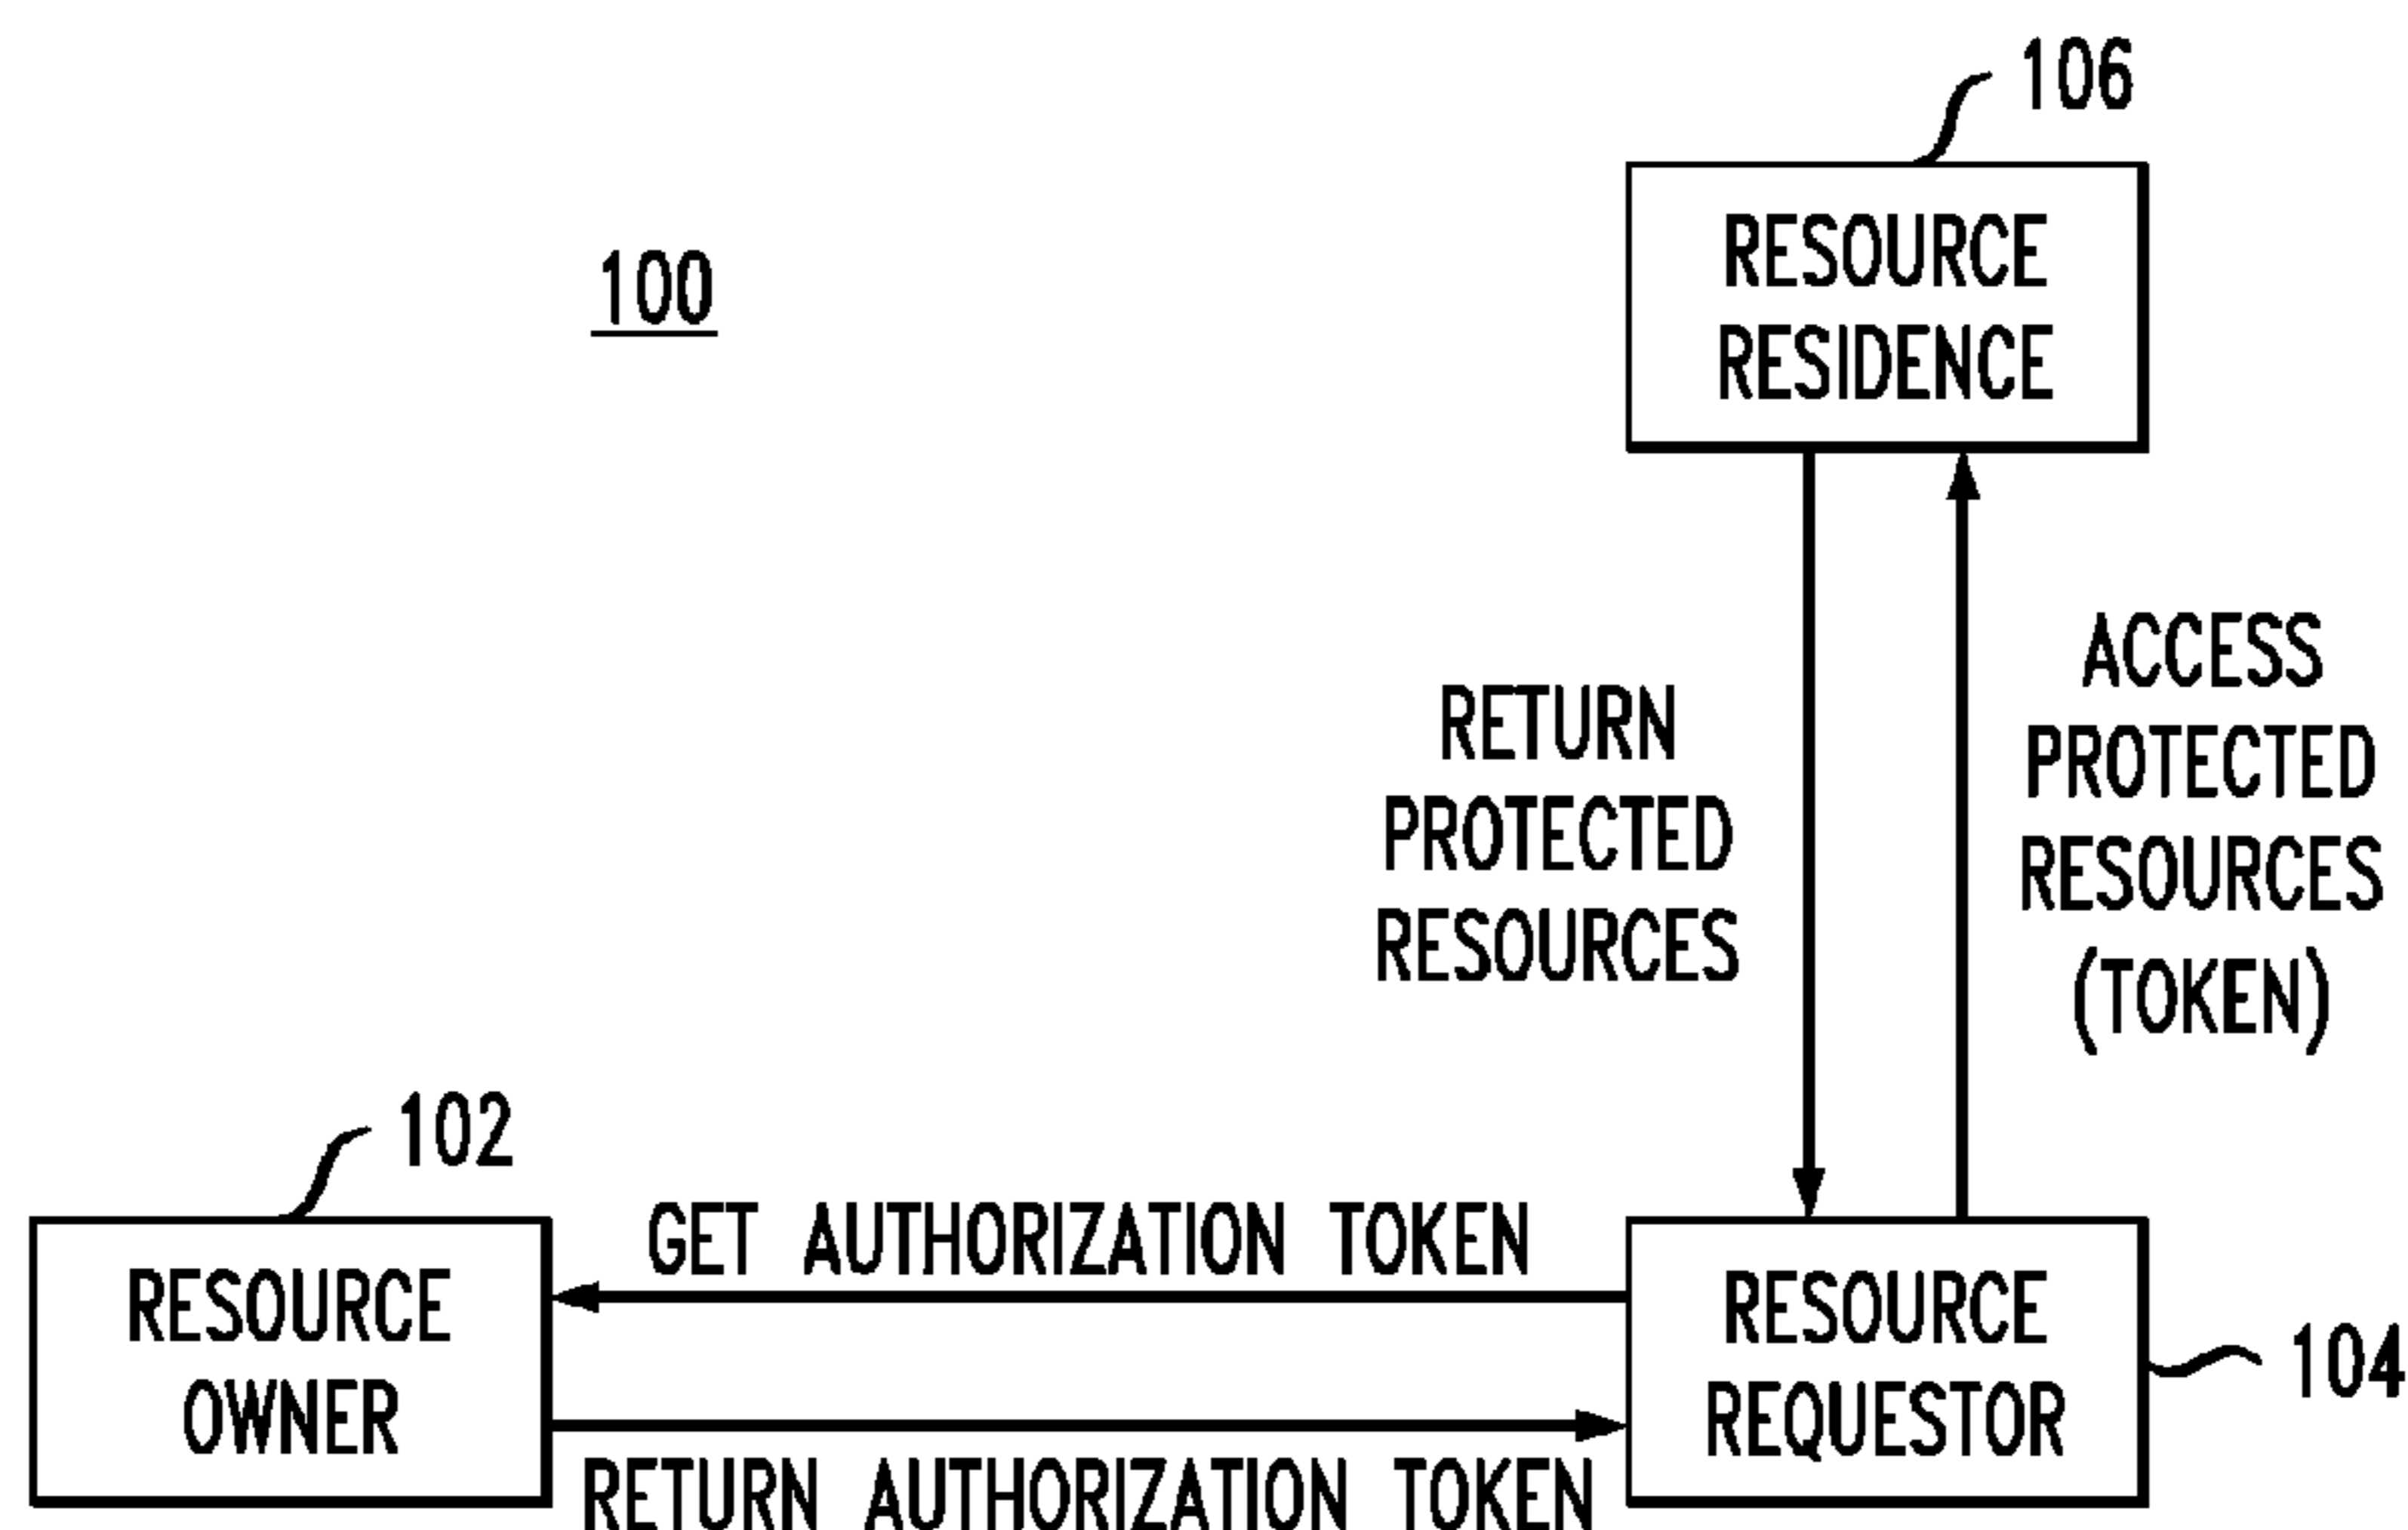 106
RESOURCE
RESIDENCE
100
RETURN
PROTECTED
RESOURCES
ACCESS
PROTECTED
RESOURCES
(TOKEN)
102
RESOURCE
OWNER
GET AUTHORIZATION TOKEN
RETURN AUTHORIZATION TOKEN
RESOURCE
REQUESTOR
104